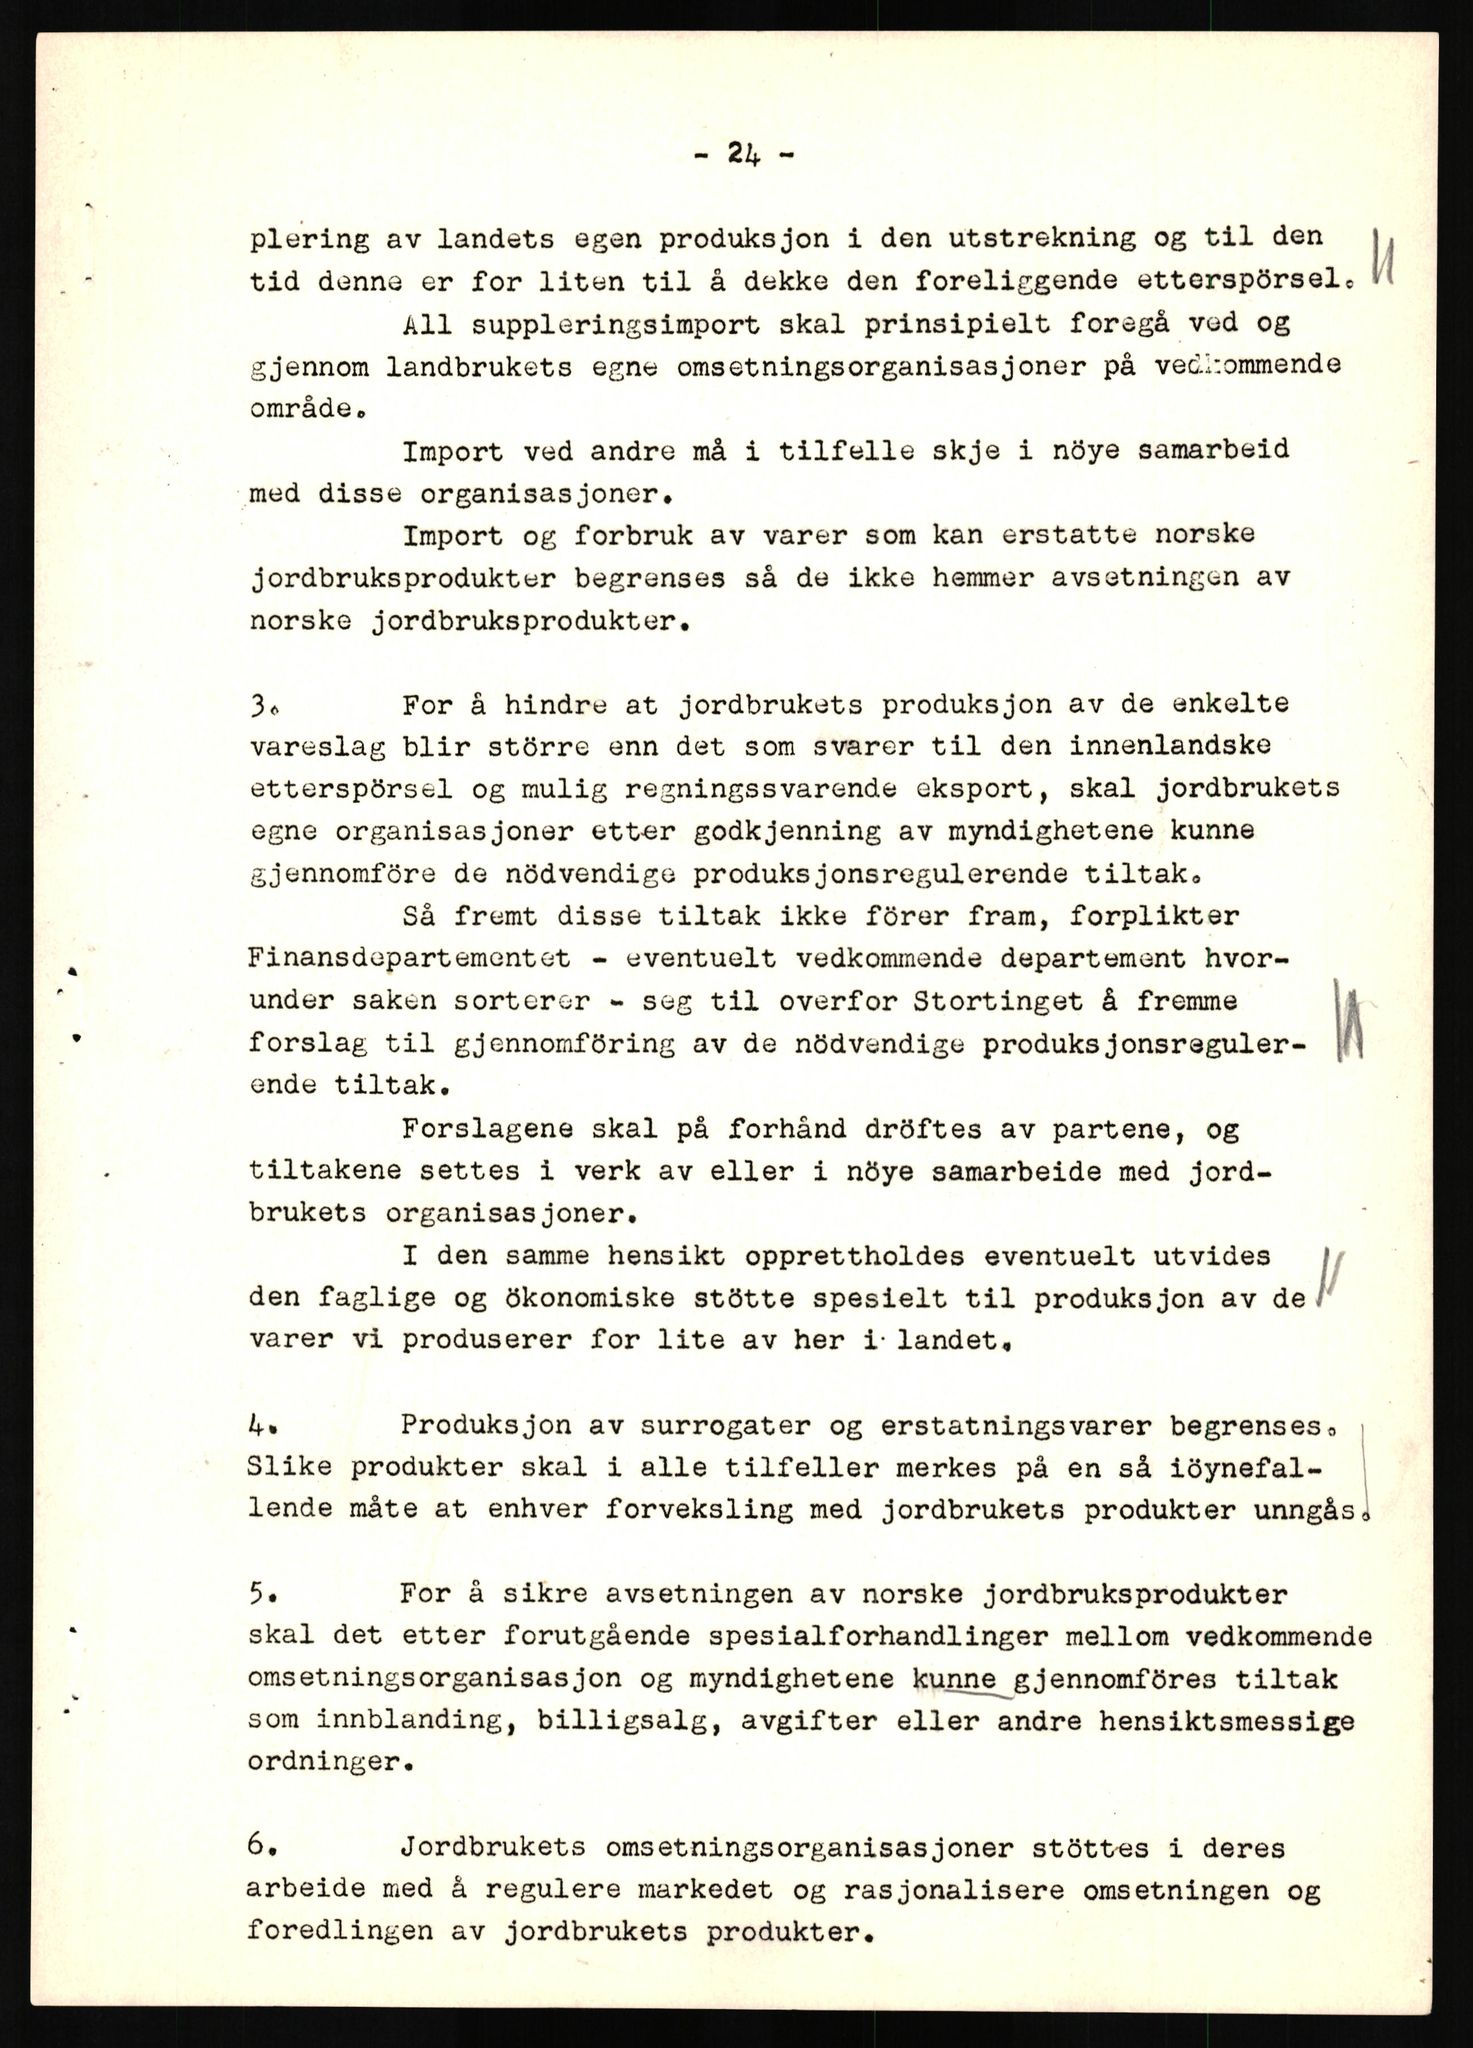 - 24 -
plering av landets egen produksjon i den utstrekning og til den
tid denne er for liten til å dekke den foreliggende etterspörsel.
All suppleringsimport skal prinsipielt foregå ved og
gjennom landbrukets egne omsetningsorganisasjoner på vedkommende
område.
Import ved andre må i tilfelle skje i nöye samarbeid
med disse organisasjoner.
Import og forbruk av varer som kan erstatte norske
jordbruksprodukter begrenses så de ikke hemmer avsetningen av
norske jordbruksprodukter.
3. For å hindre at jordbrukets produksjon av de enkelte
vareslag blir större enn det som svarer til den innenlandske
etterspörsel og mulig regningssvarende eksport, skal jordbrukets
egne organisasjoner etter godkjenning av myndighetene kunne
gjennomföre de nödvendige produksjonsregulerende tiltak.
Så fremt disse tiltak ikke förer fram, forplikter
Finansdepartementet - eventuelt vedkommende departement hvor-
under saken sorterer - seg til overfor Stortinget å fremme
forslag til gjennomföring av de nödvendige produksjonsreguler-
ende tiltak.
Forslagene skal på forhånd dröftes av partene, og
tiltakene settes i verk av eller i nöye samarbeide med jord-
brukets organisasjoner.
I den samme hensikt opprettholdes eventuelt utvides
den faglige og ökonomiske stötte spesielt til produksjon av de
varer vi produserer for lite av her i landet.
4. Produksjon av surrogater og erstatningsvarer begrenses.
Slike produkter skal i alle tilfeller merkes på en så iöynefal-
lende måte at enhver forveksling med jordbrukets produkter unngås.
5. For å sikre avsetningen av norske jordbruksprodukter
skal det etter forutgående spesialforhandlinger mellom vedkommende
omsetningsorganisasjon og myndighetene kunne gjennomföres tiltak
som innblanding, billigsalg, avgifter eller andre hensiktsmessige
ordninger.
6. Jordbrukets omsetningsorganisasjoner stöttes i deres
arbeide med å regulere markedet og rasjonalisere omsetningen og
foredlingen av jordbrukets produkter.